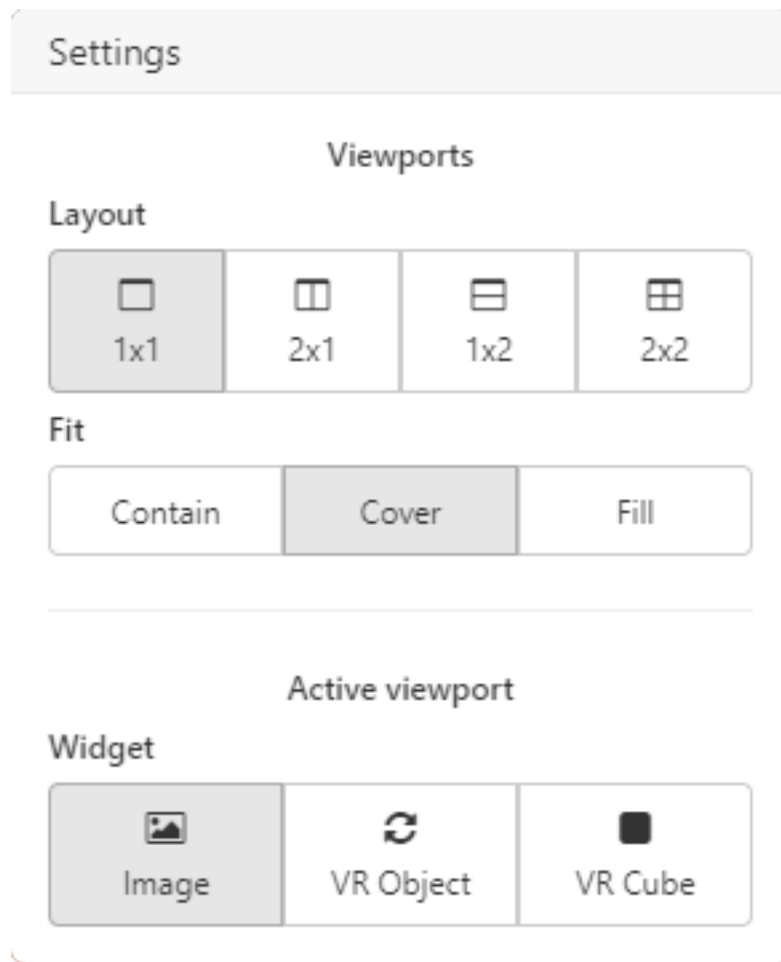 Settings
Viewports
Layout
1x1 2x1 1x2 2x2
Fit
Contain Cover Fill
Active viewport
Widget
Image VR Object VR Cube